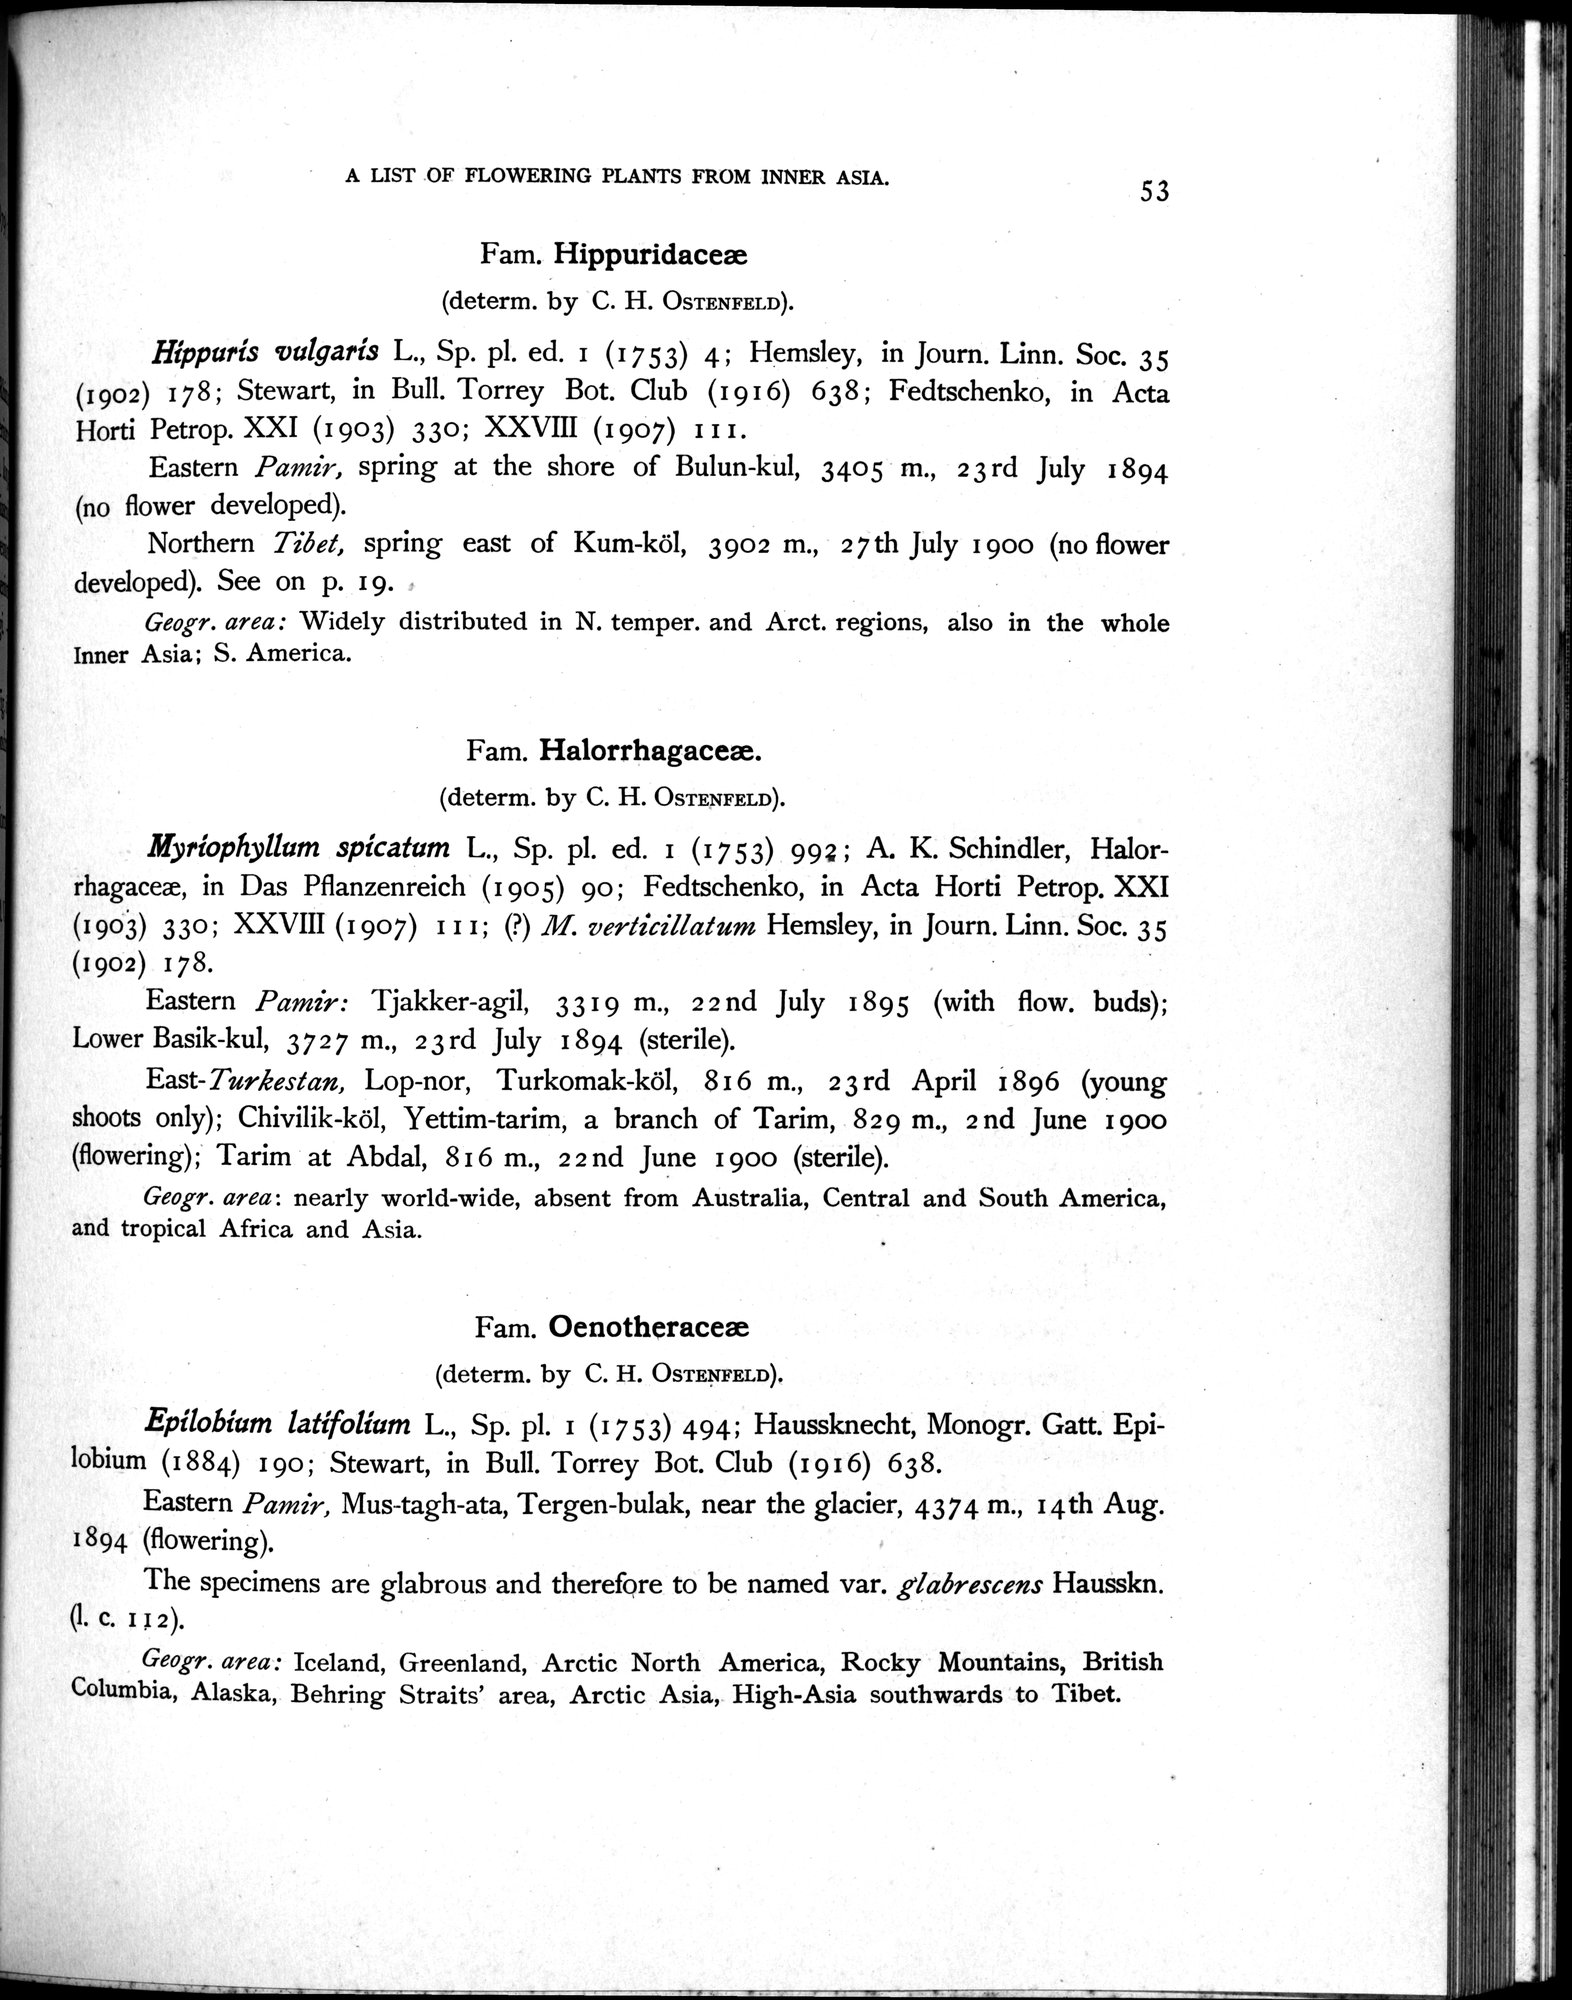 A LIST OF FLOWERING PLANTS FROM INNER ASIA.
53
Fam. Hippuridaceæ
(determ. by C. H. OSTENFELD).
Hippuris vulgaris L., Sp. pl. ed. 1 (1753) 4; Hemsley, in Journ. Linn. Soc. 35
(1902) 178; Stewart, in Bull. Torrey Bot. Club (1916) 638; Fedtschenko, in Acta
Horti Petrop. XXI (1903) 330; XXVIII (1907) 111.
Eastern Pamir, spring at the shore of Bulun-kul, 3405 m., 23rd July 1894
(no flower developed).
Northern Tibet, spring east of Kum-köl, 3902 m., 27th July 1900 (no flower
developed). See on p. 19.
Geogr. area: Widely distributed in N. temper. and Arct. regions, also in the whole
Inner Asia; S. America.
Fam. Halorrhagaceæ.
(determ. by C. H. OSTENFELD).
Myriophyllum spicatum L., Sp. pl. ed. 1 (1753) 992; A. K. Schindler, Halor-
rhagaceæ, in Das Pflanzenreich (1905) 90; Fedtschenko, in Acta Horti Petrop. XXI
(1903) 330; XXVIII (1907) 111; (?) M. verticillatum Hemsley, in Journ. Linn. Soc. 35
(1902) 178.
Eastern Pamir: Tjakker-agil, 3319 m., 22nd July 1895 (with flow. buds);
Lower Basik-kul, 3727 m., 23rd July 1894 (sterile).
East-Turkestan, Lop-nor, Turkomak-köl, 816 m., 23rd April 1896 (young
shoots only); Chivilik-köl, Yettim-tarim, a branch of Tarim, 829 m., 2nd June 1900
(flowering); Tarim at Abdal, 816 m., 22nd June 1900 (sterile).
Geogr. area: nearly world-wide, absent from Australia, Central and South America,
and tropical Africa and Asia.
Fam. Oenotheraceæ
(determ. by C. H. OSTENFELD).
Epilobium latifolium L., Sp. pl. 1 (1753) 494; Haussknecht, Monogr. Gatt. Epi-
lobium (1884) 190; Stewart, in Bull. Torrey Bot. Club (1916) 638.
Eastern Pamir, Mus-tagh-ata, Tergen-bulak, near the glacier, 4374 m., 14th Aug.
1894 (flowering).
The specimens are glabrous and therefore to be named var. glabrescens Hausskn.
(l. c. 112).
Geogr. area: Iceland, Greenland, Arctic North America, Rocky Mountains, British
Columbia, Alaska, Behring Straits' area, Arctic Asia, High-Asia southwards to Tibet.